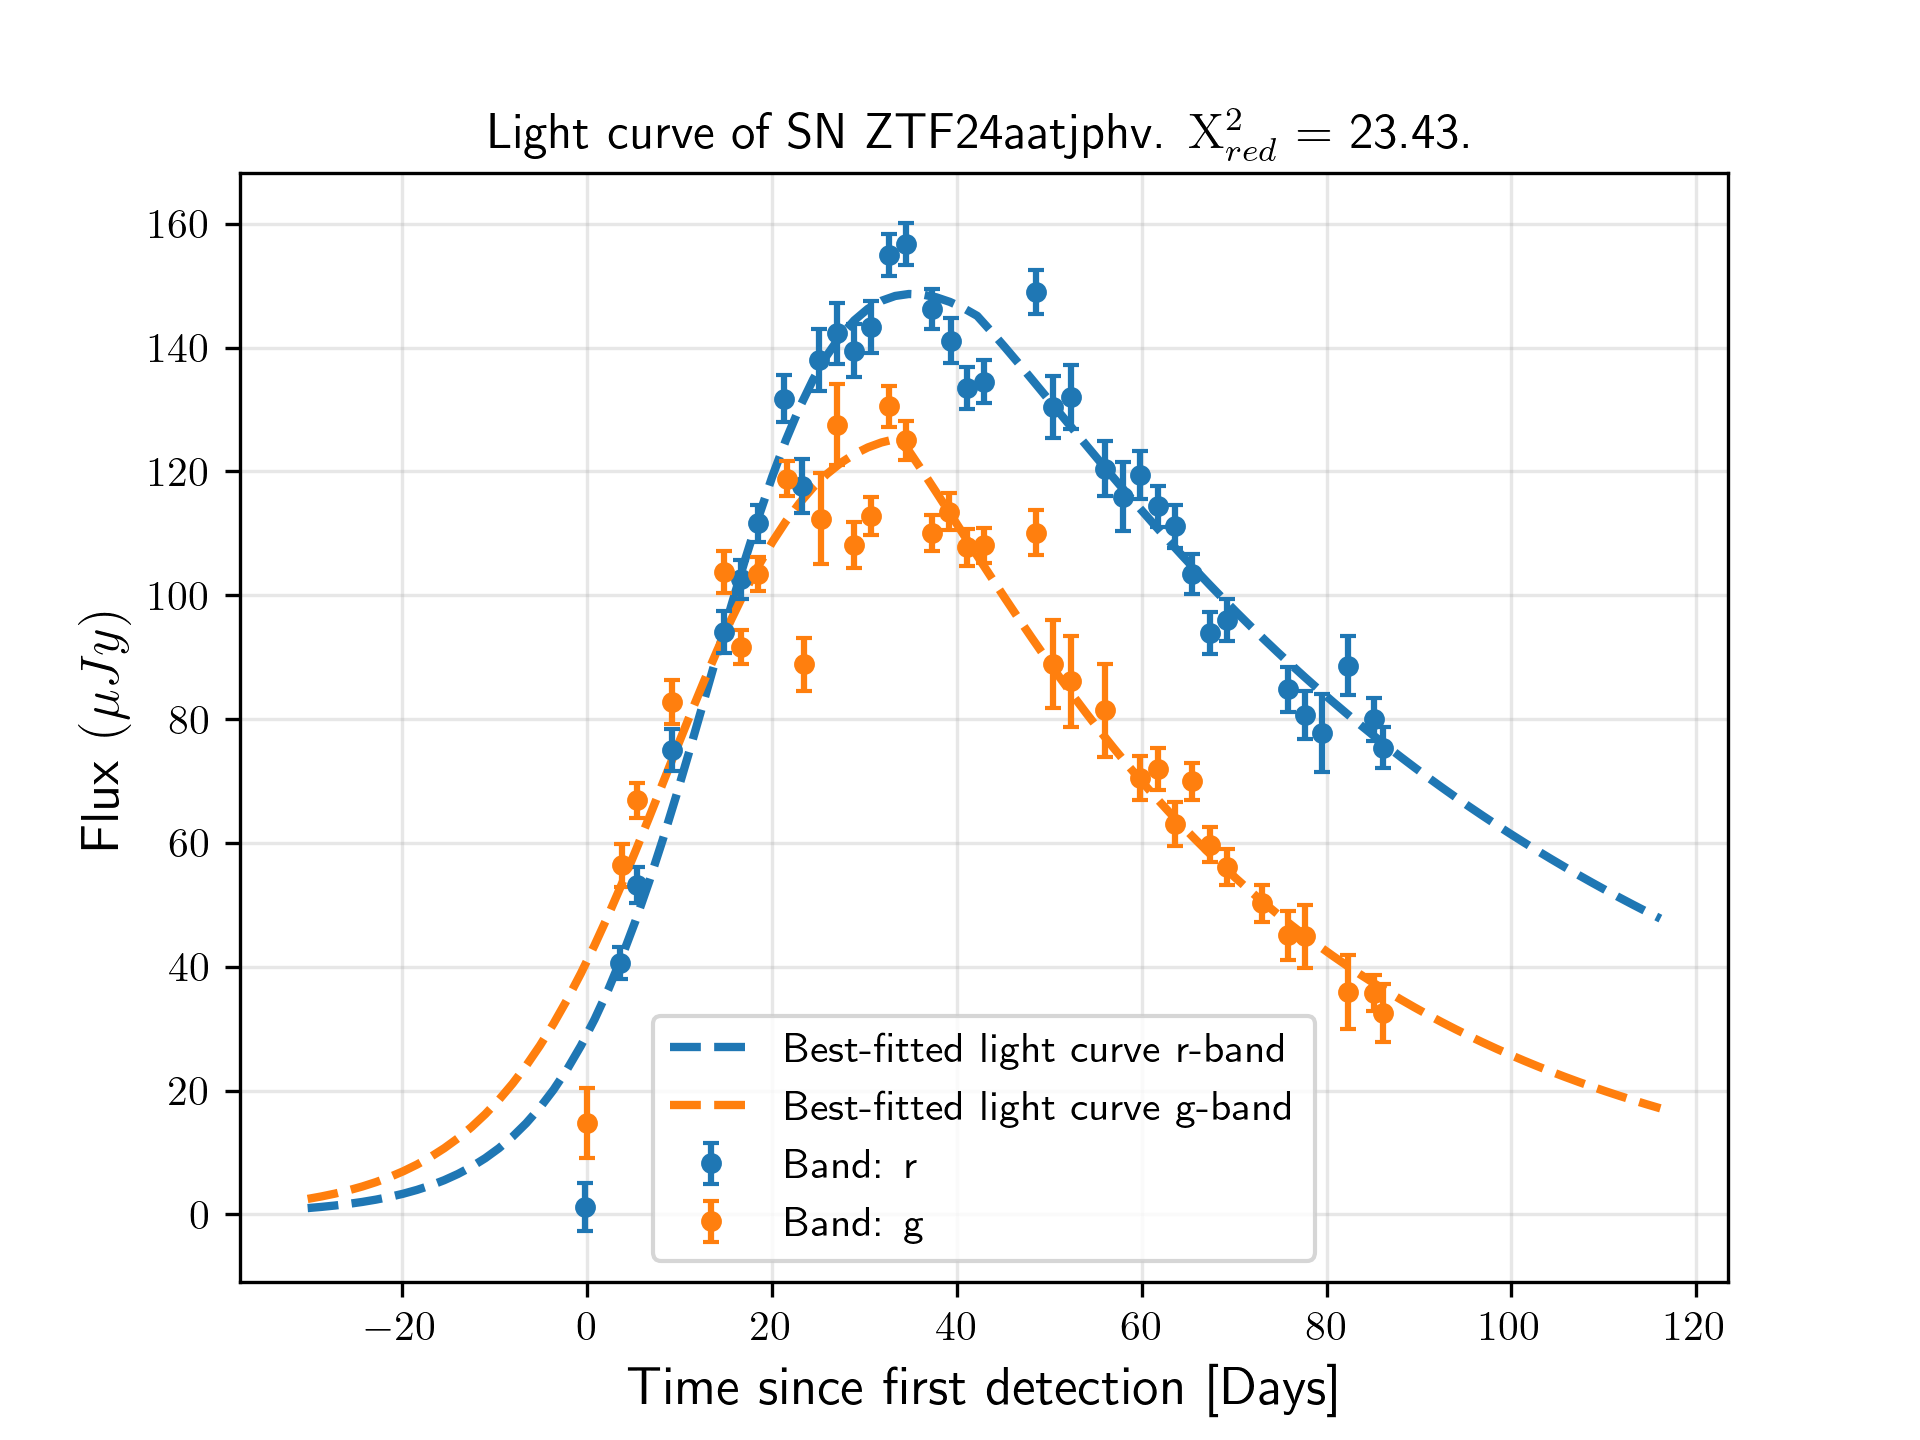 Light curve of SN ZTF24aatjphv. X²_red = 23.43.
Flux (μJy)
160
140
120
100
80
60
40
20
0
Best-fitted light curve r-band
Best-fitted light curve g-band
Band: r
Band: g
−20 0 20 40 60 80 100 120
Time since first detection [Days]